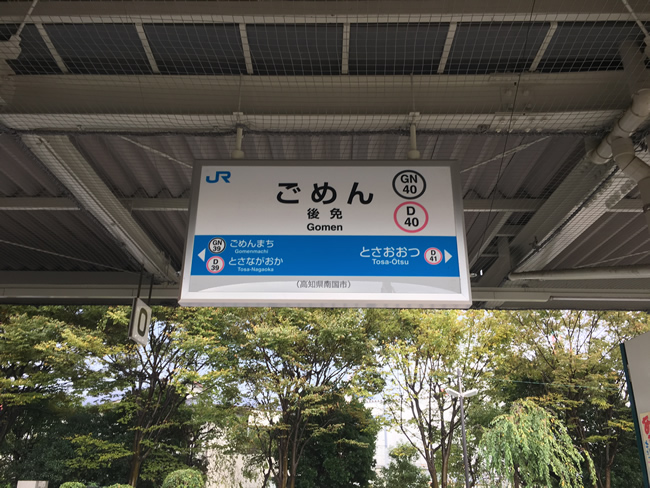 JR
ごめん
後免
Gomen
GN
40
D
40
GN
39
ごめんまち
Gomenmachi
D
39
とさながおか
Tosa-Nagaoka
とさおおつ
Tosa-Ōtsu
D
41
(高知県南国市)
0